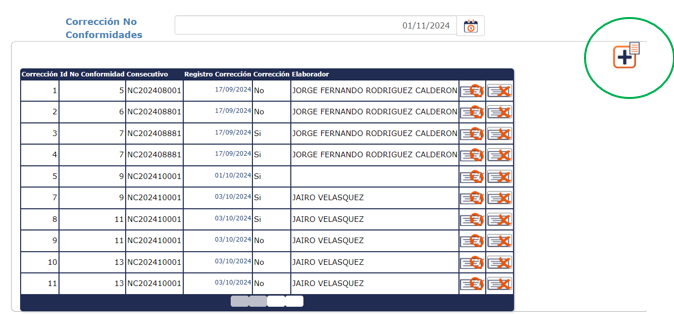 Corrección No
Conformidades
01/11/2024
Corrección Id No Conformidad Consecutivo Registro Corrección Corrección Elaborador
1 5 NC202408001 17/09/2024 No JORGE FERNANDO RODRIGUEZ CALDERON
2 6 NC202408801 17/09/2024 No JORGE FERNANDO RODRIGUEZ CALDERON
3 7 NC202408881 17/09/2024 Si JORGE FERNANDO RODRIGUEZ CALDERON
4 7 NC202408881 17/09/2024 Si JORGE FERNANDO RODRIGUEZ CALDERON
5 9 NC202410001 01/10/2024 Si
7 9 NC202410001 03/10/2024 Si JAIRO VELASQUEZ
8 11 NC202410001 03/10/2024 Si JAIRO VELASQUEZ
9 11 NC202410001 03/10/2024 No JAIRO VELASQUEZ
10 13 NC202410001 03/10/2024 No JAIRO VELASQUEZ
11 13 NC202410001 03/10/2024 No JAIRO VELASQUEZ